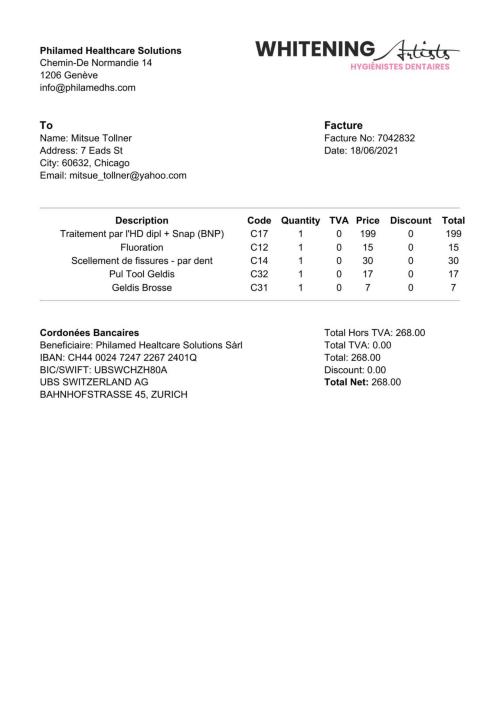 Philamed Healthcare Solutions
Chemin-De Normandie 14
1206 Genève
info@philamedhs.com
WHITENING Artists
HYGIÉNISTES DENTAIRES
To
Name: Mitsue Tollner
Address: 7 Eads St
City: 60632, Chicago
Email: mitsue_tollner@yahoo.com
Facture
Facture No: 7042832
Date: 18/06/2021
Description Code Quantity TVA Price Discount Total
Traitement par l'HD dipl + Snap (BNP) C17 1 0 199 0 199
Fluoration C12 1 0 15 0 15
Scellement de fissures - par dent C14 1 0 30 0 30
Pul Tool Geldis C32 1 0 17 0 17
Geldis Brosse C31 1 0 7 0 7
Cordonées Bancaires
Beneficiaire: Philamed Healtcare Solutions Sàrl
IBAN: CH44 0024 7247 2267 2401Q
BIC/SWIFT: UBSWCHZH80A
UBS SWITZERLAND AG
BAHNHOFSTRASSE 45, ZURICH
Total Hors TVA: 268.00
Total TVA: 0.00
Total: 268.00
Discount: 0.00
Total Net: 268.00